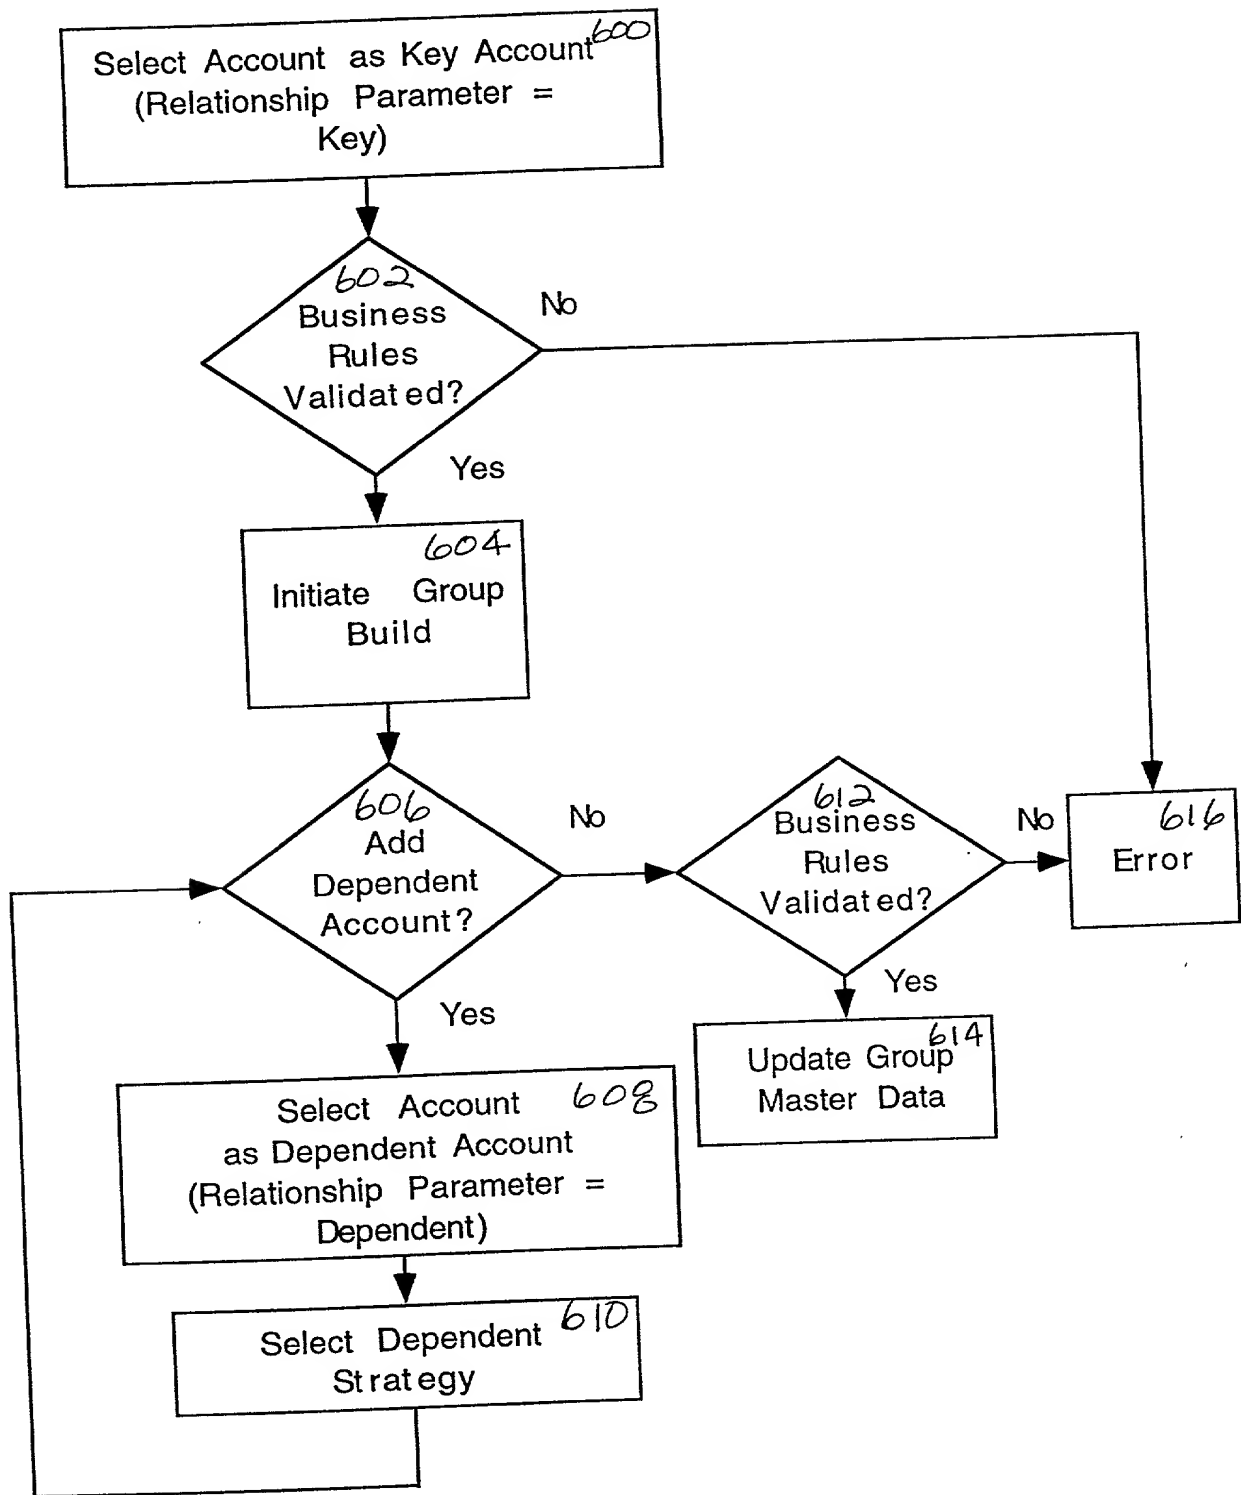 600
Select Account as Key Account
(Relationship Parameter =
Key)
602
Business
Rules
Validated?
No
Yes
604
Initiate Group
Build
606
Add
Dependent
Account?
No
612
Business
Rules
Validated?
No
616
Error
Yes
Yes
614
Update Group
Master Data
608
Select Account
as Dependent Account
(Relationship Parameter =
Dependent)
610
Select Dependent
Strategy